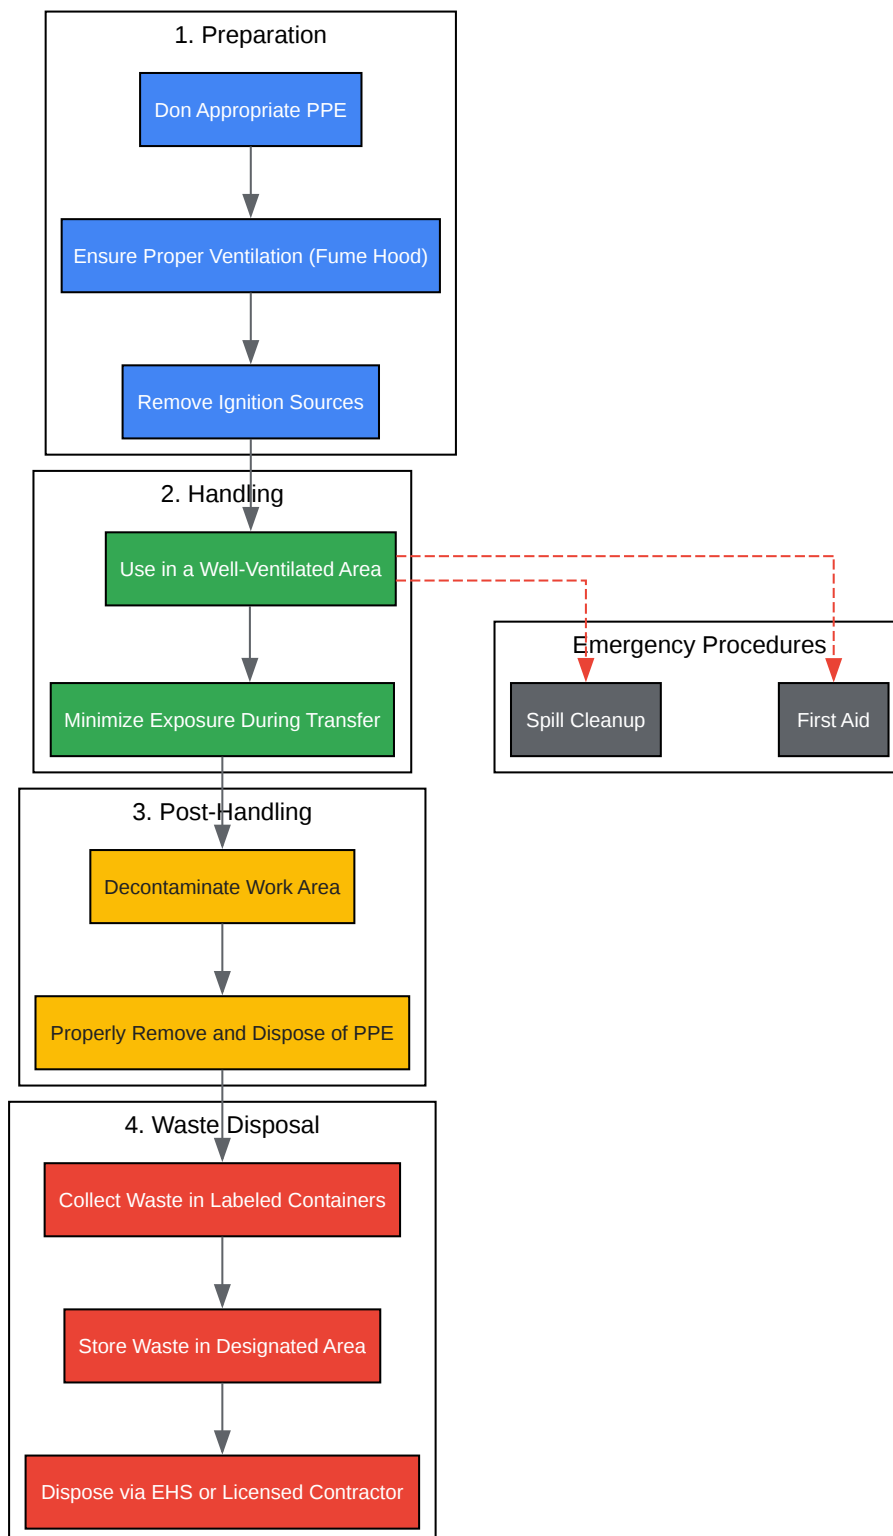 1. Preparation
Don Appropriate PPE
Ensure Proper Ventilation (Fume Hood)
Remove Ignition Sources
2. Handling
Use in a Well-Ventilated Area
Minimize Exposure During Transfer
Emergency Procedures
Spill Cleanup
First Aid
3. Post-Handling
Decontaminate Work Area
Properly Remove and Dispose of PPE
4. Waste Disposal
Collect Waste in Labeled Containers
Store Waste in Designated Area
Dispose via EHS or Licensed Contractor